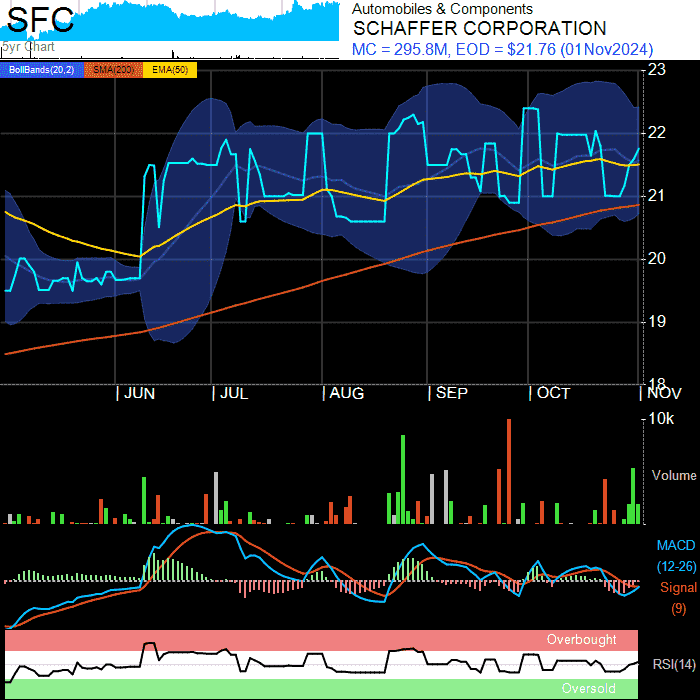 SFC
5yr Chart
Automobiles & Components
SCHAFFER CORPORATION
MC = 295.8M, EOD = $21.76 (01Nov2024)
BollBands(20,2) SMA(200) EMA(50)
23
22
21
20
19
18
JUN JUL AUG SEP OCT NOV
10k
Volume
MACD
(12-26)
Signal
(9)
Overbought
RSI(14)
Oversold